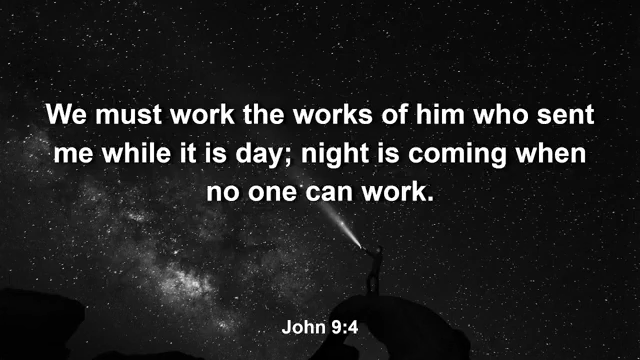 We must work the works of him who sent
me while it is day; night is coming when
no one can work.
John 9:4